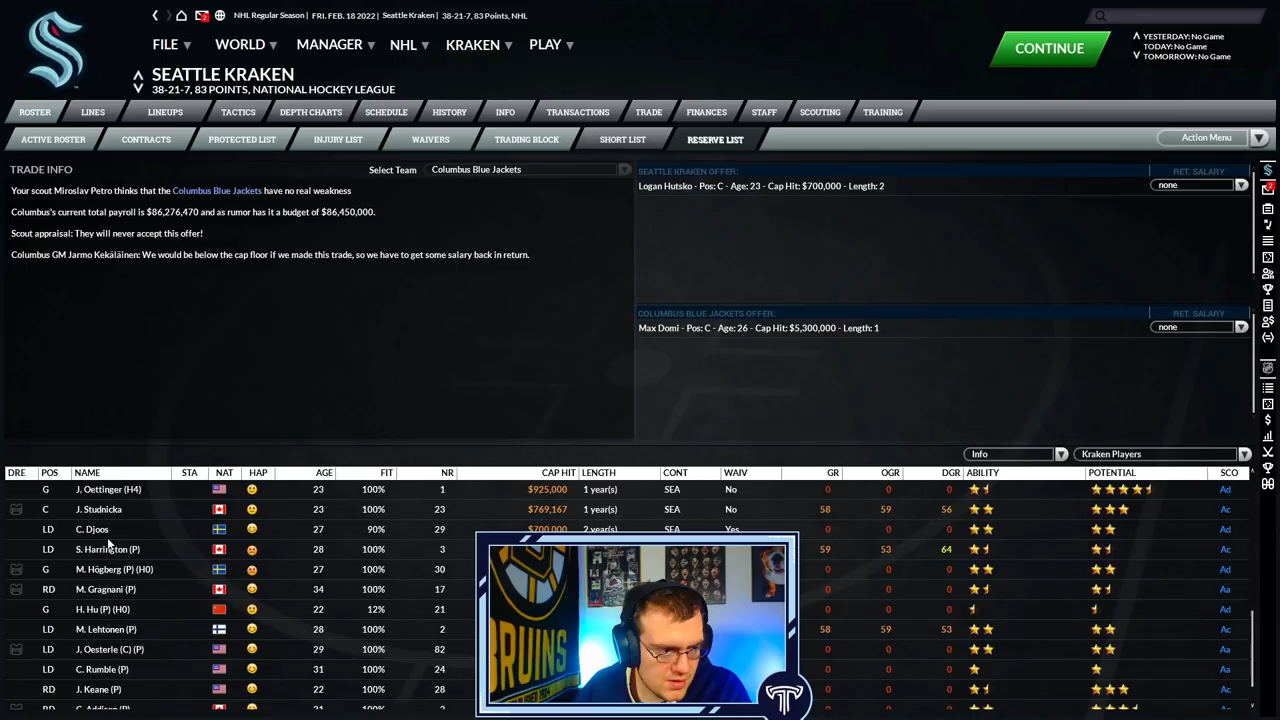 NHL Regular Season | FRI. FEB. 18 2022 | Seattle Kraken | 38-21-7, 83 Points, NHL
FILE WORLD MANAGER NHL KRAKEN PLAY
CONTINUE
YESTERDAY: No Game
TODAY: No Game
TOMORROW: No Game
SEATTLE KRAKEN
38-21-7, 83 POINTS, NATIONAL HOCKEY LEAGUE
ROSTER LINES LINEUPS TACTICS DEPTH CHARTS SCHEDULE HISTORY INFO TRANSACTIONS TRADE FINANCES STAFF SCOUTING TRAINING
ACTIVE ROSTER CONTRACTS PROTECTED LIST INJURY LIST WAIVERS TRADING BLOCK SHORT LIST RESERVE LIST Action Menu
TRADE INFO Select Team Columbus Blue Jackets
Your scout Miroslav Petro thinks that the Columbus Blue Jackets have no real weakness
Columbus's current total payroll is $86,276,470 and as rumor has it a budget of $86,450,000.
Scout appraisal: They will never accept this offer!
Columbus GM Jarmo Kekäläinen: We would be below the cap floor if we made this trade, so we have to get some salary back in return.
SEATTLE KRAKEN OFFER: RET. SALARY
Logan Hutsko - Pos: C - Age: 23 - Cap Hit: $700,000 - Length: 2 none
COLUMBUS BLUE JACKETS OFFER: RET. SALARY
Max Domi - Pos: C - Age: 26 - Cap Hit: $5,300,000 - Length: 1 none
Info Kraken Players
DRE POS NAME STA NAT HAP AGE FIT NR CAP HIT LENGTH CONT WAIV GR OGR DGR ABILITY POTENTIAL SCO
G J. Oettinger (H4) 23 100% 1 $925,000 1 year(s) SEA No 0 0 0 Ad
C J. Studnicka 23 100% 23 $769,167 1 year(s) SEA No 58 59 56 Ac
LD C. Djoos 27 90% 29 $700,000 2 year(s) SEA Yes 0 0 0 Ad
LD S. Harrington (P) 28 100% 3 59 53 64 Ac
G M. Högberg (P) (H0) 27 100% 30 0 0 0 Ad
RD M. Gragnani (P) 34 100% 17 0 0 0 Aa
G H. Hu (P) (H0) 22 12% 21 0 0 0 Ad
LD M. Lehtonen (P) 28 100% 2 58 59 53 Ac
LD J. Oesterle (C) (P) 29 100% 82 0 0 0 Aa
LD C. Rumble (P) 31 100% 24 0 0 0 Aa
RD J. Keane (P) 22 100% 28 0 0 0 Ac
BRUINS